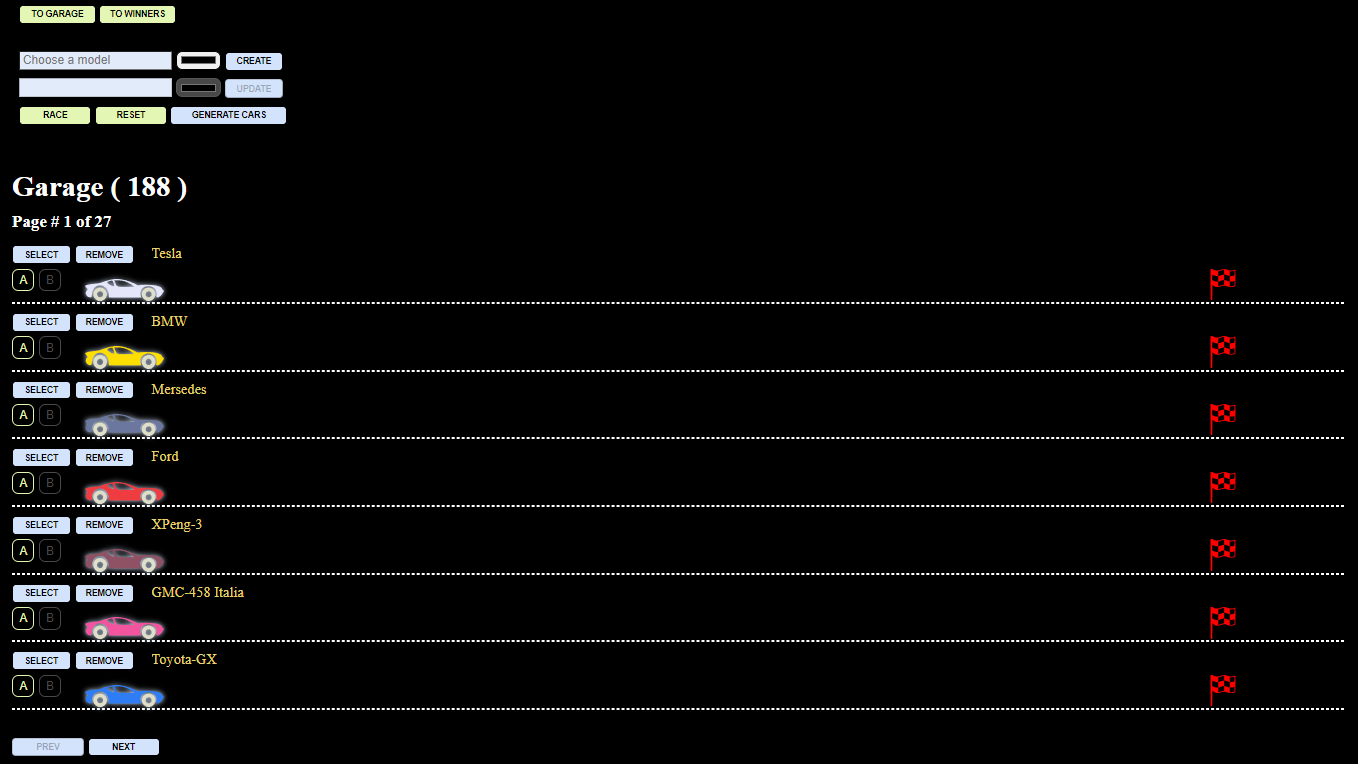 TO GARAGE TO WINNERS
Choose a model CREATE
UPDATE
RACE RESET GENERATE CARS
Garage ( 188 )
Page # 1 of 27
SELECT REMOVE Tesla
A B
SELECT REMOVE BMW
A B
SELECT REMOVE Mersedes
A B
SELECT REMOVE Ford
A B
SELECT REMOVE XPeng-3
A B
SELECT REMOVE GMC-458 Italia
A B
SELECT REMOVE Toyota-GX
A B
PREV NEXT